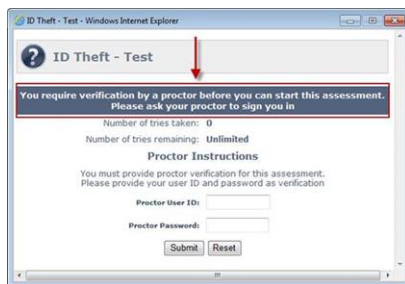 ID Theft - Test - Windows Internet Explorer
ID Theft - Test
You require verification by a proctor before you can start this assessment.
Please ask your proctor to sign you in
Number of tries taken: 0
Number of tries remaining: Unlimited
Proctor Instructions
You must provide proctor verification for this assessment.
Please provide your user ID and password as verification
Proctor User ID:
Proctor Password:
Submit Reset